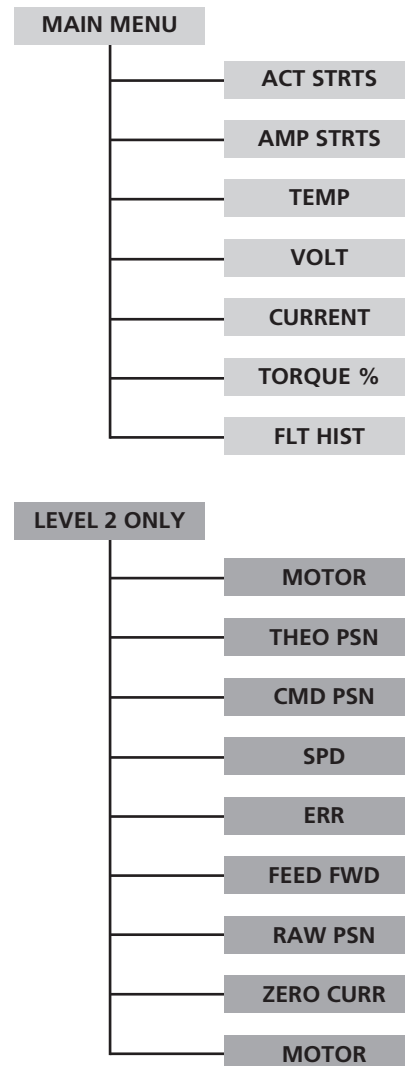 MAIN MENU
ACT STRTS
AMP STRTS
TEMP
VOLT
CURRENT
TORQUE %
FLT HIST
LEVEL 2 ONLY
MOTOR
THEO PSN
CMD PSN
SPD
ERR
FEED FWD
RAW PSN
ZERO CURR
MOTOR